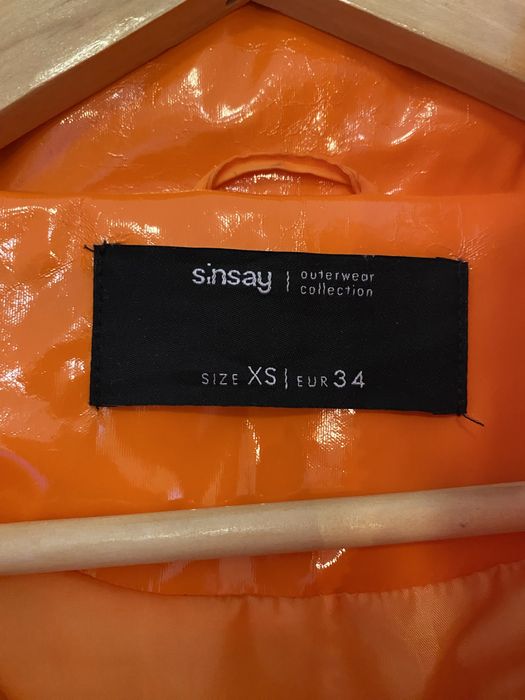 sinsay | outerwear
collection
SIZE XS | EUR 34